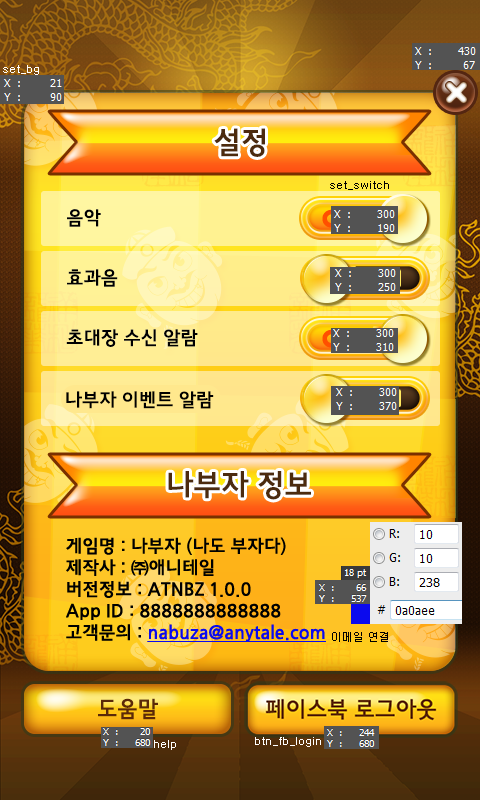 X : 430
Y : 67
set_bg
X : 21
Y : 90
설정
set_switch
음악
X : 300
Y : 190
효과음
X : 300
Y : 250
초대장 수신 알람
X : 300
Y : 310
나부자 이벤트 알람
X : 300
Y : 370
나부자 정보
게임명 : 나부자 (나도 부자다)
제작사 : ㈜애니테일
버전정보 : ATNBZ 1.0.0
App ID : 8888888888888
고객문의 : nabuza@anytale.com
R: 10
G: 10
B: 238
# 0a0aee
18 pt
X : 66
Y : 537
이메일 연결
도움말
페이스북 로그아웃
X : 20
Y : 680
help
btn_fb_login
X : 244
Y : 680